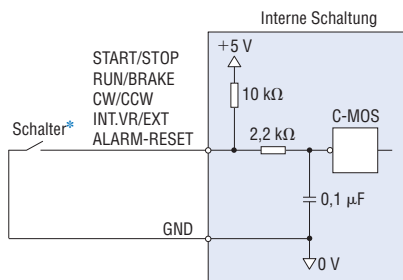 Interne Schaltung
+5 V
START/STOP
RUN/BRAKE
CW/CCW
INT.VR/EXT
ALARM-RESET
10 kΩ
C-MOS
2,2 kΩ
Schalter*
0,1 µF
GND
0 V